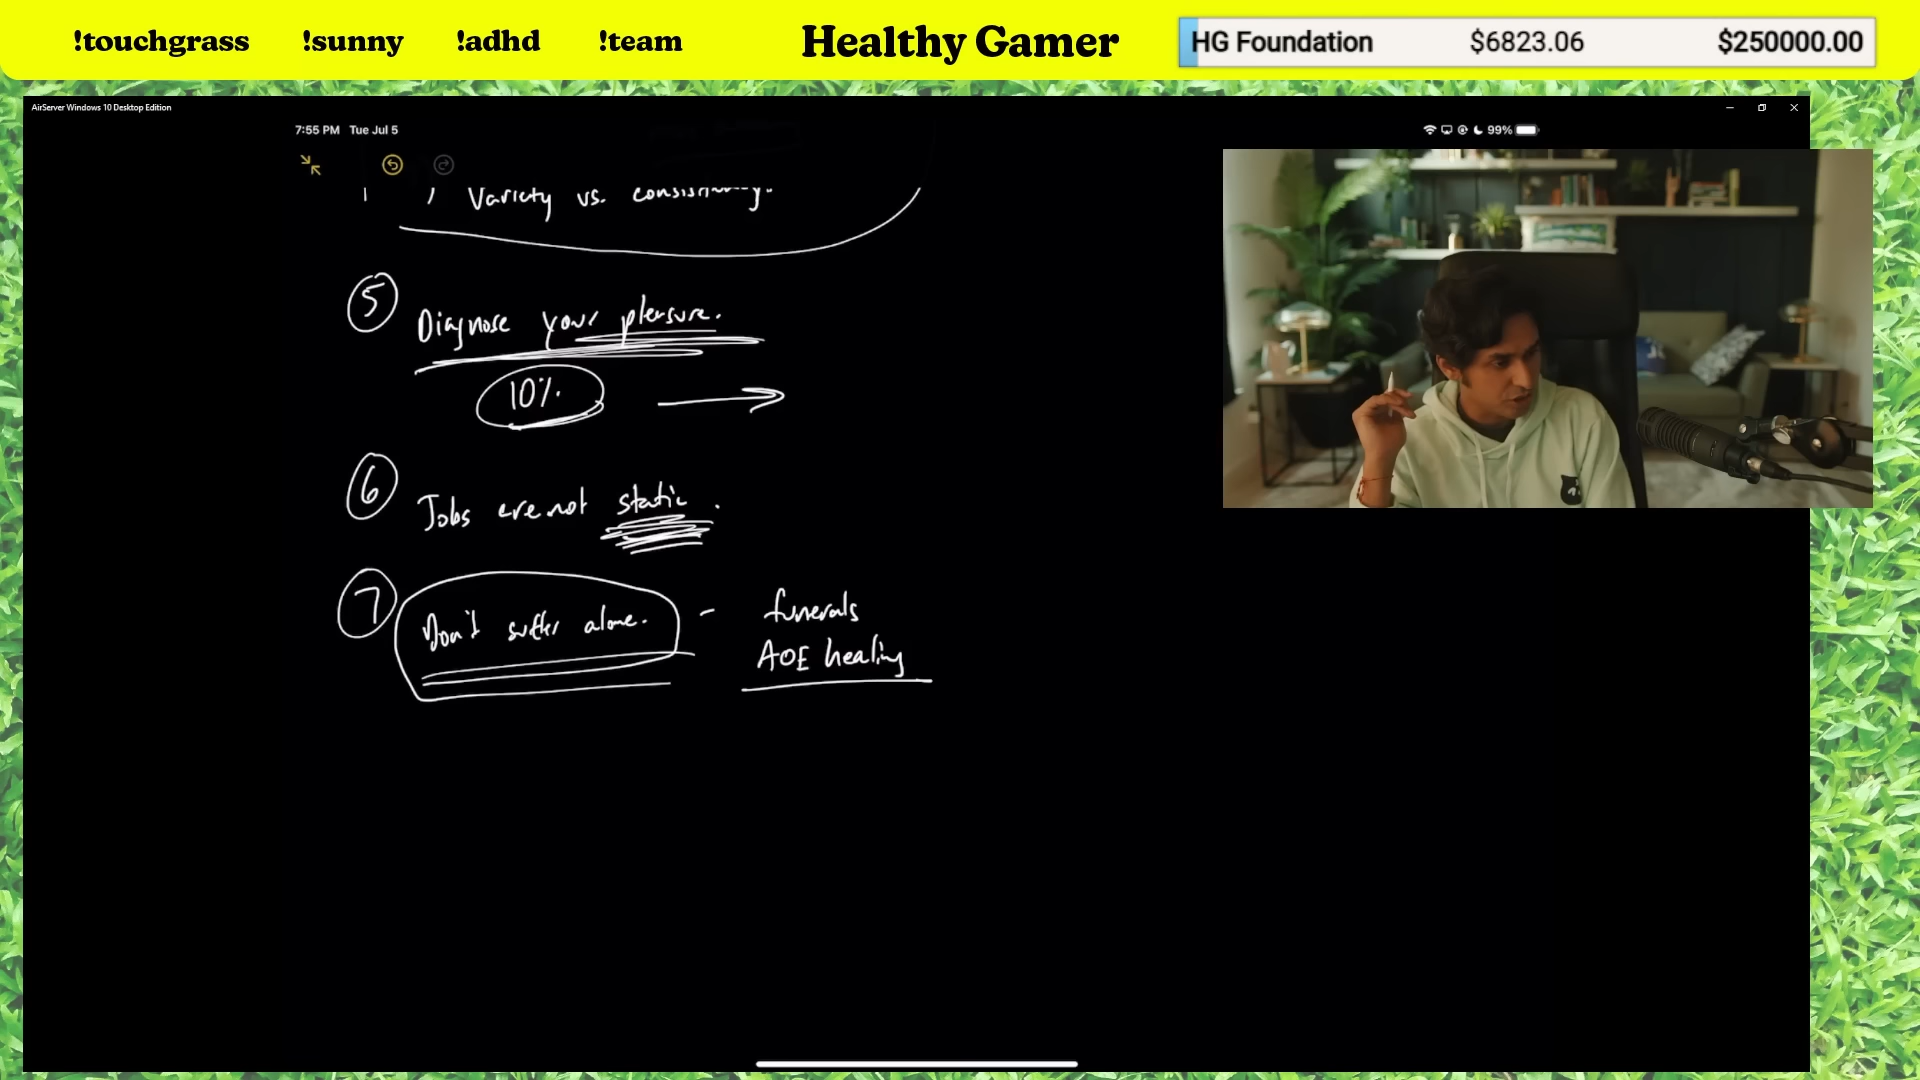 !touchgrass !sunny !adhd !team Healthy Gamer HG Foundation $6823.06 $250000.00
AirServer Windows 10 Desktop Edition
7:55 PM Tue Jul 5 99%
Variety vs.
5 Diagnose your pleasure.
10%
6 Jobs are not static.
7 Don't suffer alone. - funerals
AOE healing